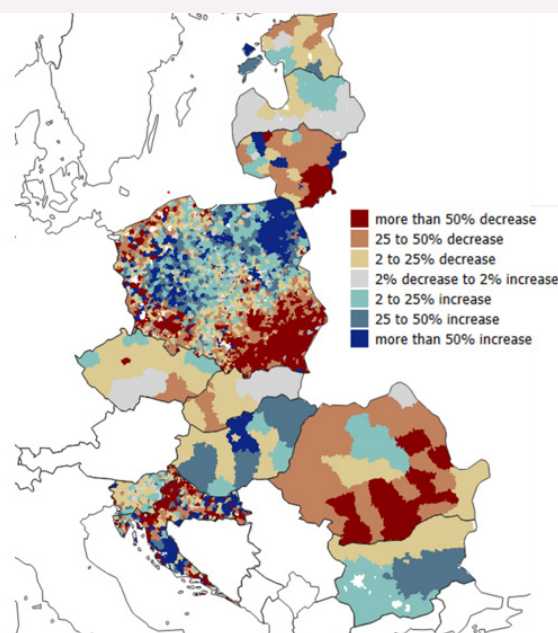 more than 50% decrease
25 to 50% decrease
2 to 25% decrease
2% decrease to 2% increase
2 to 25% increase
25 to 50% increase
more than 50% increase